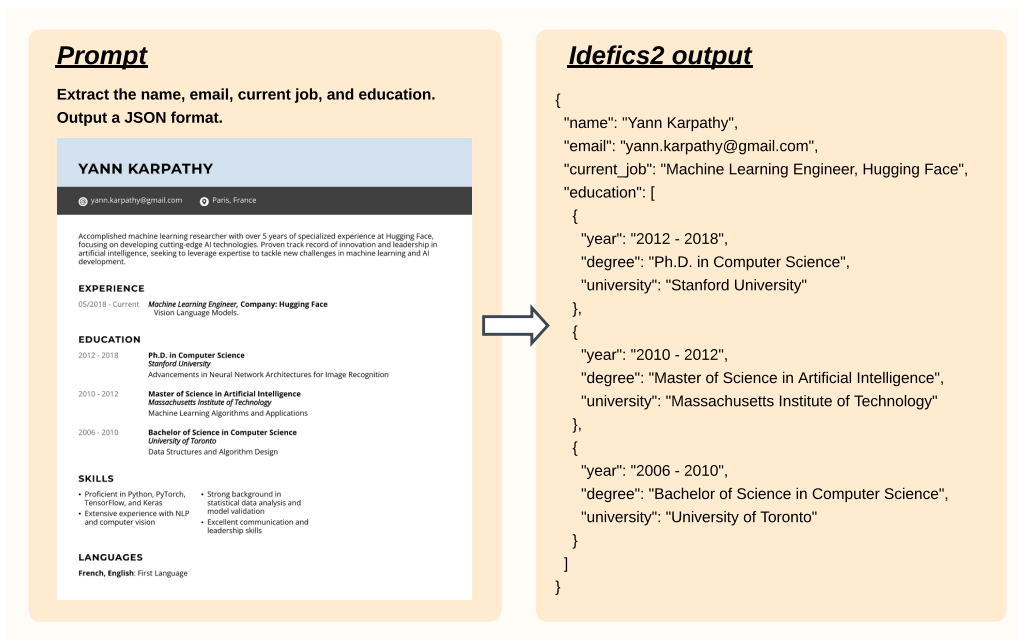 Prompt
Extract the name, email, current job, and education.
Output a JSON format.
YANN KARPATHY
yann.karpathy@gmail.com Paris, France
Accomplished machine learning researcher with over 5 years of specialized experience at Hugging Face,
focusing on developing cutting-edge AI technologies. Proven track record of innovation and leadership in
artificial intelligence, seeking to leverage expertise to tackle new challenges in machine learning and AI
development.
EXPERIENCE
05/2018 - Current Machine Learning Engineer, Company: Hugging Face
Vision Language Models.
EDUCATION
2012 - 2018 Ph.D. in Computer Science
Stanford University
Advancements in Neural Network Architectures for Image Recognition
2010 - 2012 Master of Science in Artificial Intelligence
Massachusetts Institute of Technology
Machine Learning Algorithms and Applications
2006 - 2010 Bachelor of Science in Computer Science
University of Toronto
Data Structures and Algorithm Design
SKILLS
• Proficient in Python, PyTorch,
TensorFlow, and Keras
• Extensive experience with NLP
and computer vision
• Strong background in
statistical data analysis and
model validation
• Excellent communication and
leadership skills
LANGUAGES
French, English: First Language
Idefics2 output
{
"name": "Yann Karpathy",
"email": "yann.karpathy@gmail.com",
"current_job": "Machine Learning Engineer, Hugging Face",
"education": [
{
"year": "2012 - 2018",
"degree": "Ph.D. in Computer Science",
"university": "Stanford University"
},
{
"year": "2010 - 2012",
"degree": "Master of Science in Artificial Intelligence",
"university": "Massachusetts Institute of Technology"
},
{
"year": "2006 - 2010",
"degree": "Bachelor of Science in Computer Science",
"university": "University of Toronto"
}
]
}